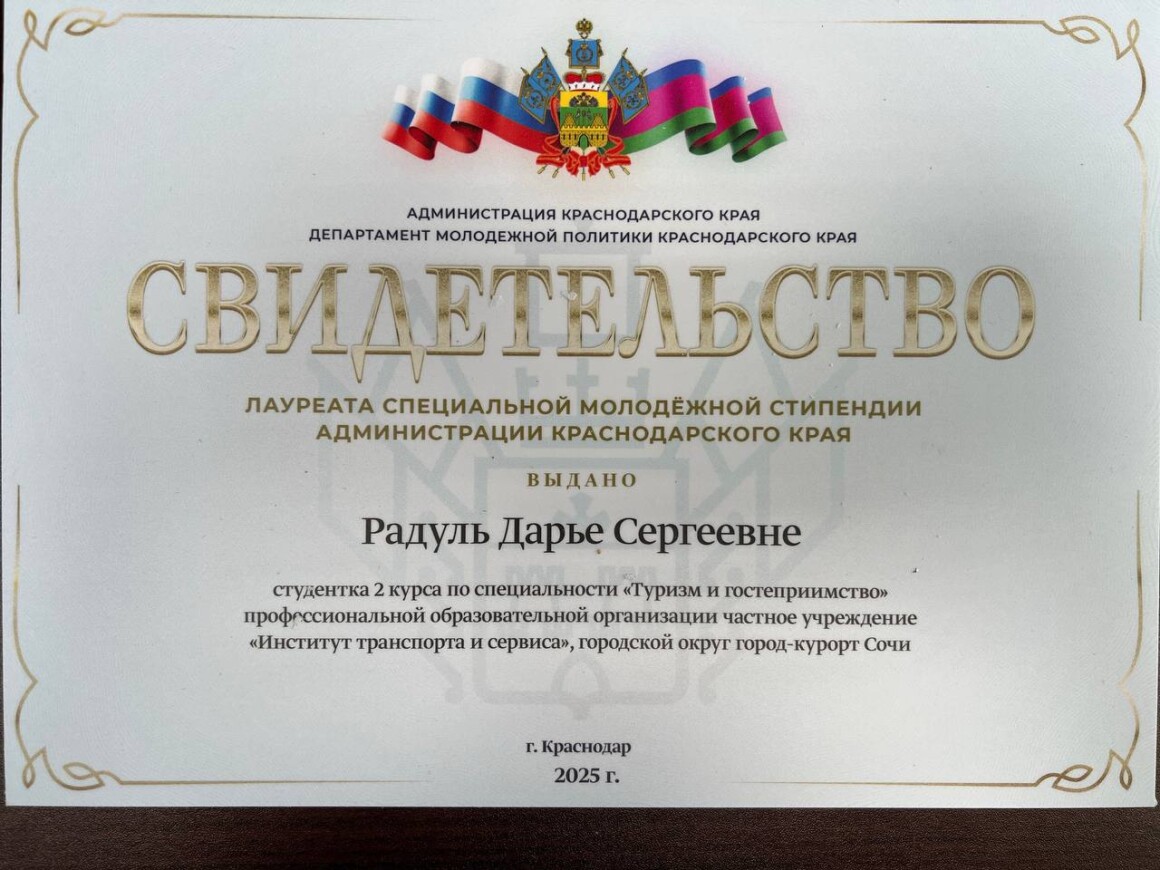 АДМИНИСТРАЦИЯ КРАСНОДАРСКОГО КРАЯ
ДЕПАРТАМЕНТ МОЛОДЕЖНОЙ ПОЛИТИКИ КРАСНОДАРСКОГО КРАЯ
СВИДЕТЕЛЬСТВО
ЛАУРЕАТА СПЕЦИАЛЬНОЙ МОЛОДЁЖНОЙ СТИПЕНДИИ
АДМИНИСТРАЦИИ КРАСНОДАРСКОГО КРАЯ
ВЫДАНО
Радуль Дарье Сергеевне
студентка 2 курса по специальности «Туризм и гостеприимство»
профессиональной образовательной организации частное учреждение
«Институт транспорта и сервиса», городской округ город-курорт Сочи
г. Краснодар
2025 г.